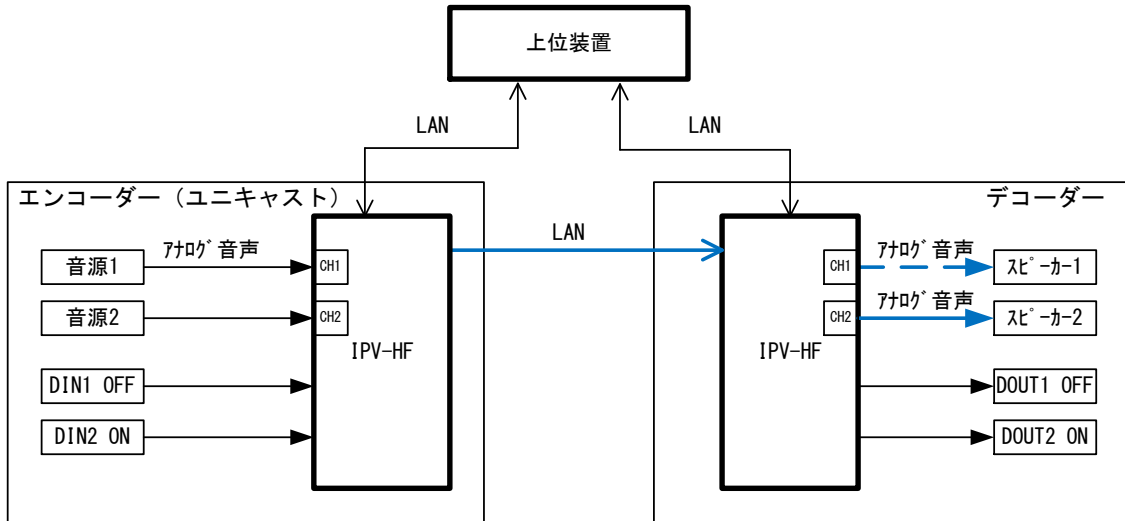 上位装置
LAN
LAN
エンコーダー（ユニキャスト）
デコーダー
LAN
音源1
ｱﾅﾛｸﾞ音声
CH1
CH1
ｱﾅﾛｸﾞ音声
ｽﾋﾟｰｶｰ1
音源2
CH2
CH2
ｱﾅﾛｸﾞ音声
ｽﾋﾟｰｶｰ2
IPV-HF
IPV-HF
DIN1 OFF
DOUT1 OFF
DIN2 ON
DOUT2 ON